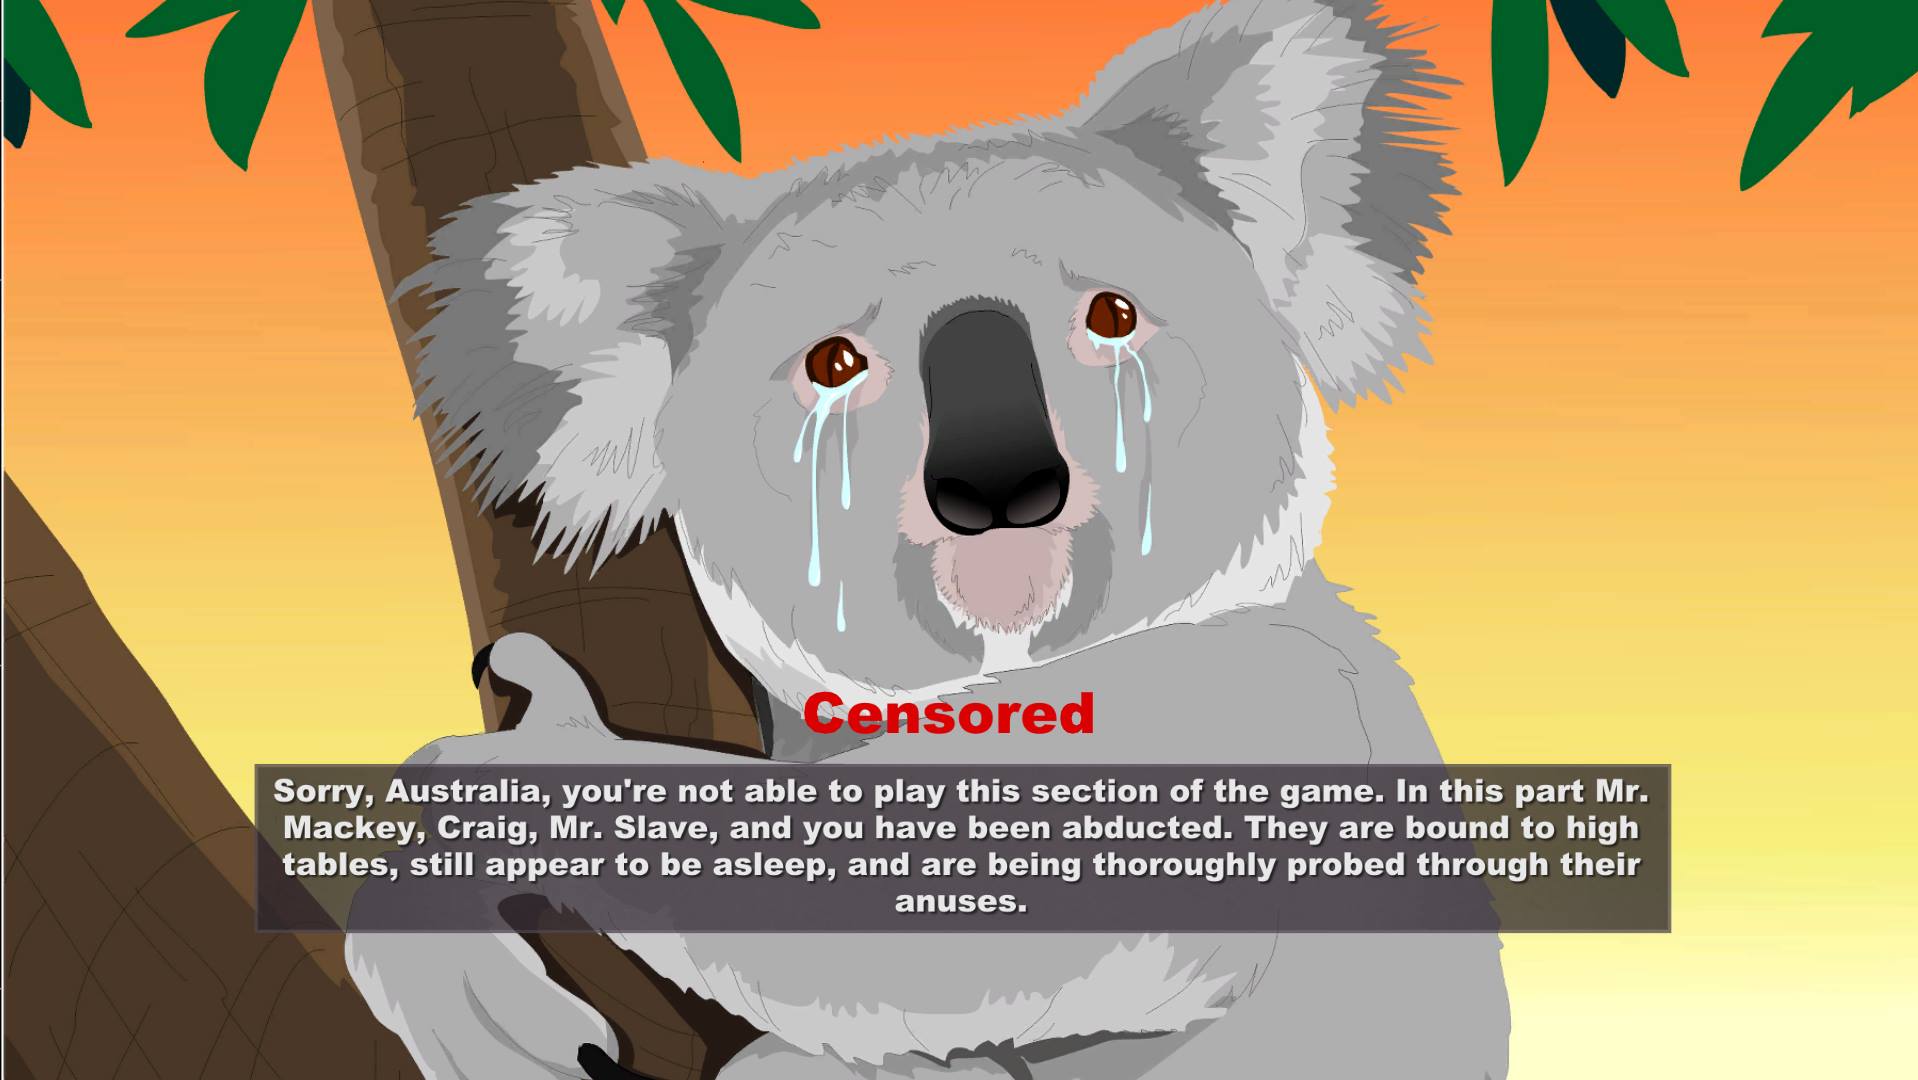 Censored
Sorry, Australia, you're not able to play this section of the game. In this part Mr.
Mackey, Craig, Mr. Slave, and you have been abducted. They are bound to high
tables, still appear to be asleep, and are being thoroughly probed through their
anuses.